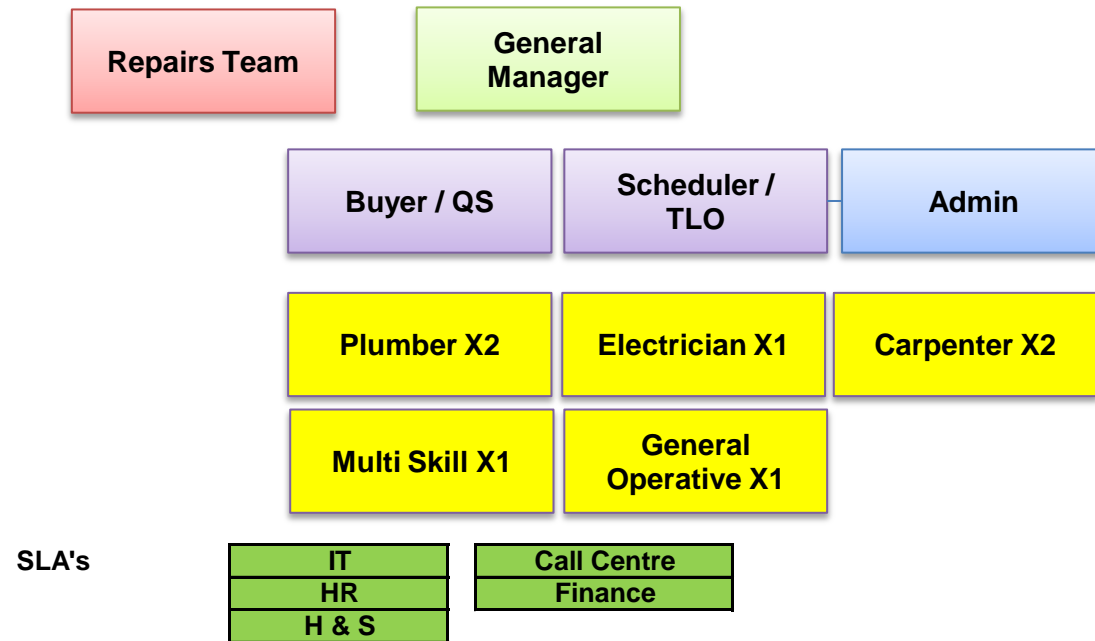 Repairs Team
General
Manager
Buyer / QS
Scheduler /
TLO
Admin
Plumber X2
Electrician X1
Carpenter X2
Multi Skill X1
General
Operative X1
SLA's
IT
Call Centre
HR
Finance
H & S